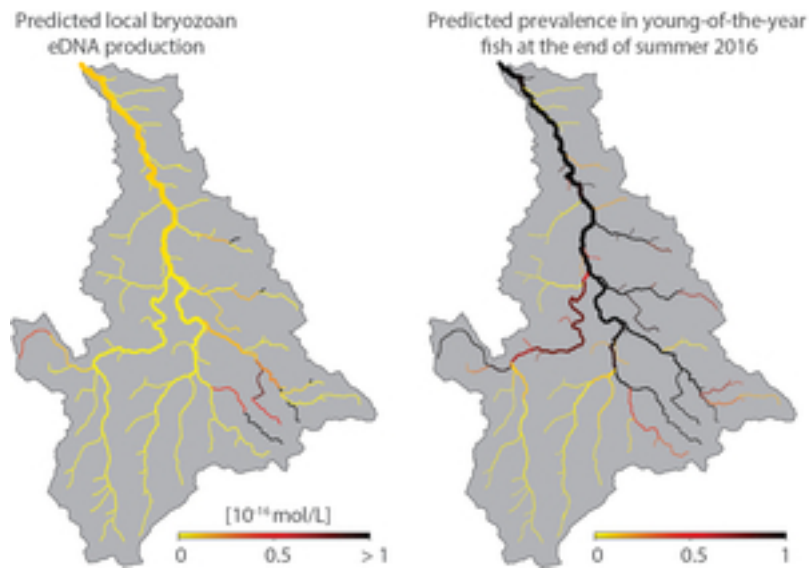 Predicted local bryozoan
eDNA production
Predicted prevalence in young-of-the-year
fish at the end of summer 2016
[10⁻¹⁴ mol/L]
0 0.5 > 1
0 0.5 1